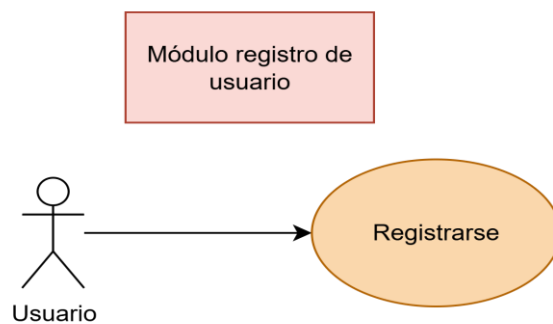 Módulo registro de
usuario
Registrarse
Usuario